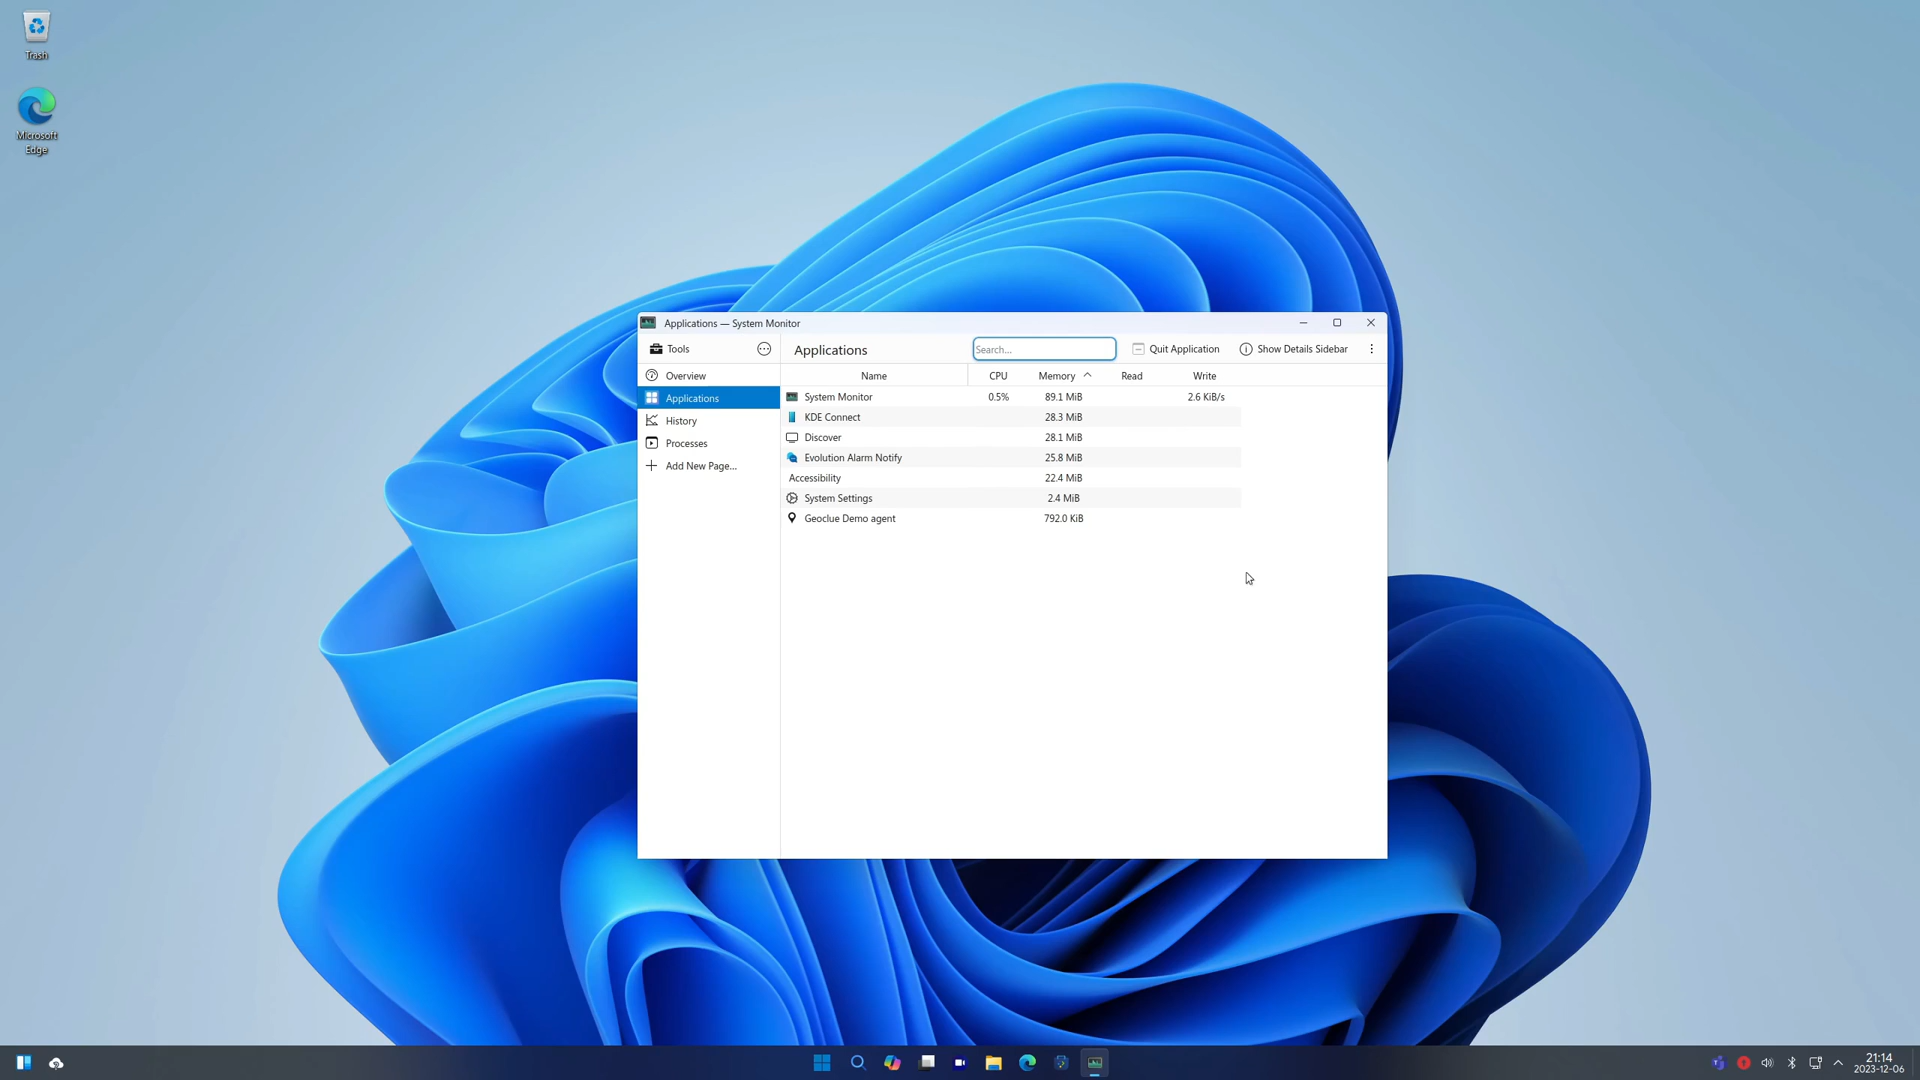 Trash
Microsoft
Edge
Applications — System Monitor
Tools
Applications
Search...
Quit Application
Show Details Sidebar
Overview
Applications
History
Processes
Add New Page...
Name CPU Memory Read Write
System Monitor 0.5% 89.1 MiB 2.6 KiB/s
KDE Connect 28.3 MiB
Discover 28.1 MiB
Evolution Alarm Notify 25.8 MiB
Accessibility 22.4 MiB
System Settings 2.4 MiB
Geoclue Demo agent 792.0 KiB
21:14
2023-12-06